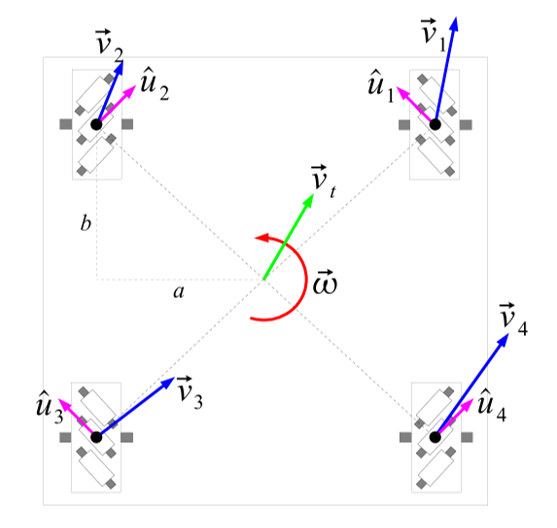 v⃗₁
v⃗₂
û₂
û₁
v⃗ₜ
b
a
ω⃗
v⃗₄
v⃗₃
û₃
û₄